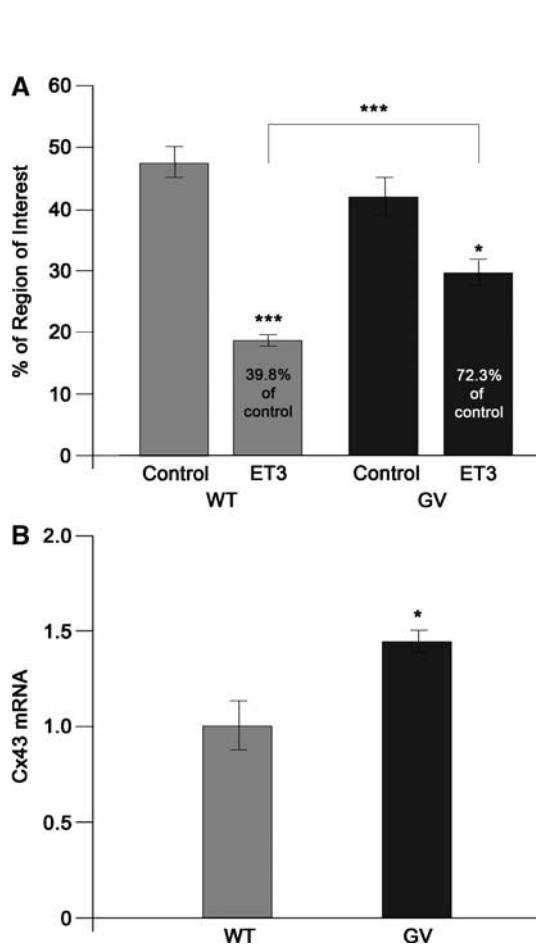 A
60
50
40
30
20
10
0
% of Region of Interest
***
***
*
39.8%
of
control
72.3%
of
control
Control ET3 Control ET3
WT GV
B
2.0
1.5
1.0
0.5
0
Cx43 mRNA
*
WT GV